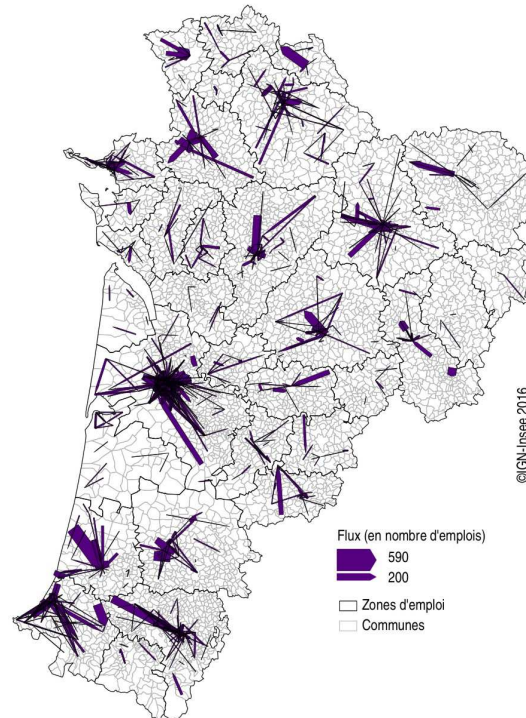 ©IGN-Insee 2016
Flux (en nombre d'emplois)
590
200
Zones d'emploi
Communes